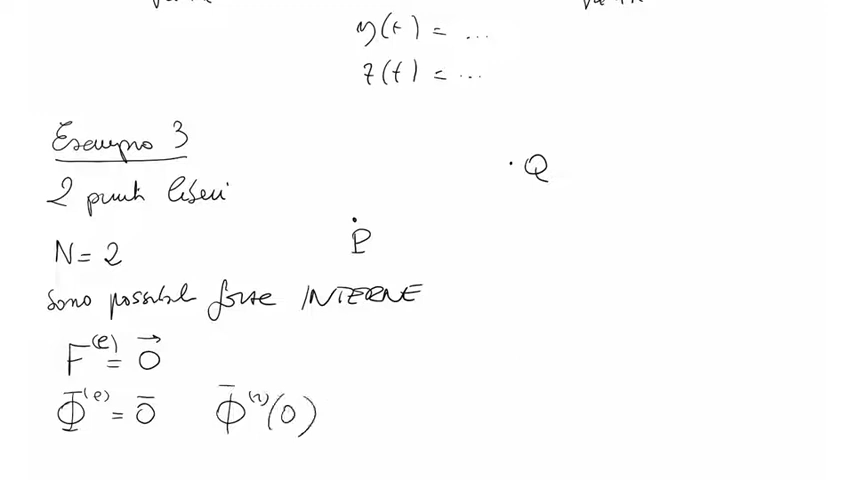 y(t) = ...
z(t) = ...
Esempio 3
· Q
2 punti liberi
P
N = 2
sono possibili forze INTERNE
F^(e) = 0⃗
Φ̄^(e) = 0̄ Φ̄^(r)(0)